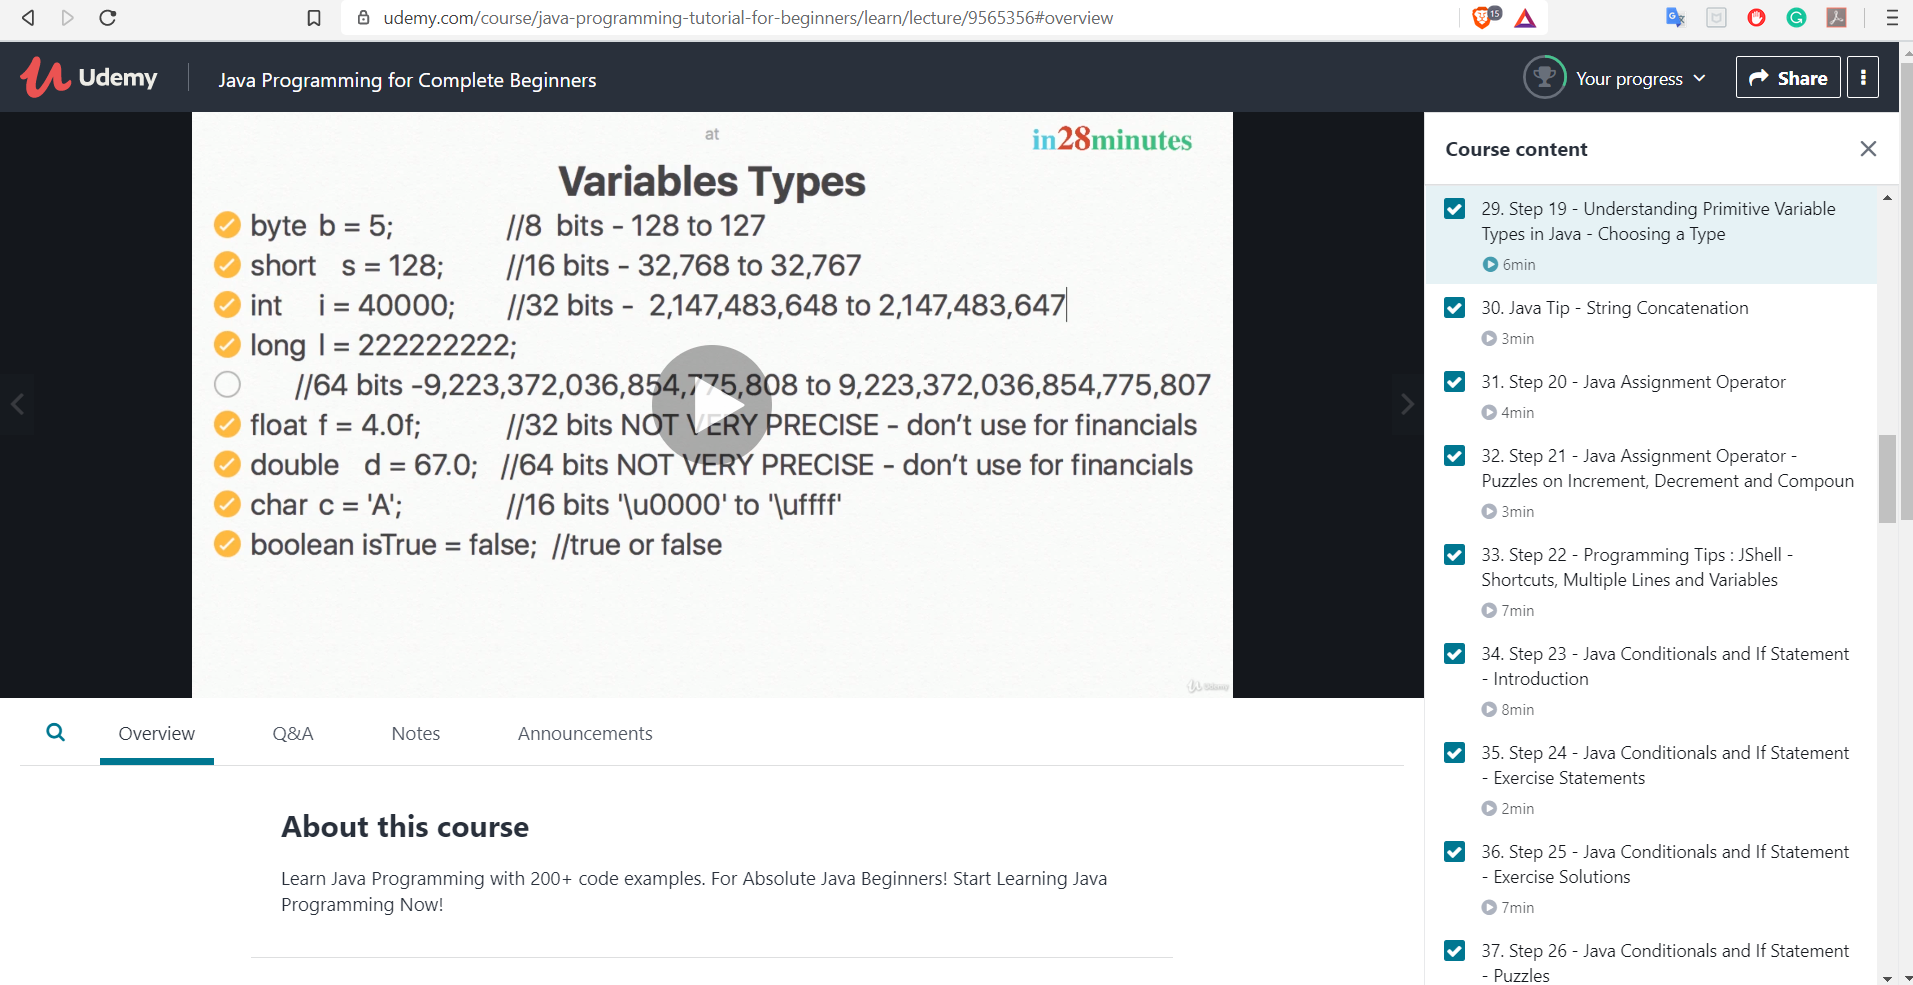 udemy.com/course/java-programming-tutorial-for-beginners/learn/lecture/9565356#overview
15
Udemy
Java Programming for Complete Beginners
Your progress
Share
at
in28minutes
Variables Types
byte b = 5; //8 bits - 128 to 127
short s = 128; //16 bits - 32,768 to 32,767
int i = 40000; //32 bits - 2,147,483,648 to 2,147,483,647
long l = 222222222;
//64 bits -9,223,372,036,854,775,808 to 9,223,372,036,854,775,807
float f = 4.0f; //32 bits NOT VERY PRECISE - don't use for financials
double d = 67.0; //64 bits NOT VERY PRECISE - don't use for financials
char c = 'A'; //16 bits '\u0000' to '\uffff'
boolean isTrue = false; //true or false
Udemy
Overview
Q&A
Notes
Announcements
About this course
Learn Java Programming with 200+ code examples. For Absolute Java Beginners! Start Learning Java
Programming Now!
Course content
29. Step 19 - Understanding Primitive Variable
Types in Java - Choosing a Type
6min
30. Java Tip - String Concatenation
3min
31. Step 20 - Java Assignment Operator
4min
32. Step 21 - Java Assignment Operator -
Puzzles on Increment, Decrement and Compoun
3min
33. Step 22 - Programming Tips : JShell -
Shortcuts, Multiple Lines and Variables
7min
34. Step 23 - Java Conditionals and If Statement
- Introduction
8min
35. Step 24 - Java Conditionals and If Statement
- Exercise Statements
2min
36. Step 25 - Java Conditionals and If Statement
- Exercise Solutions
7min
37. Step 26 - Java Conditionals and If Statement
- Puzzles